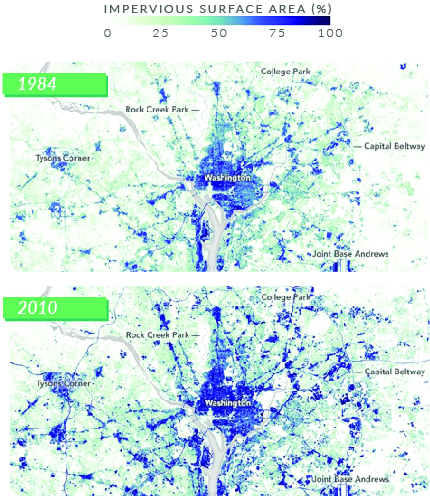 IMPERVIOUS SURFACE AREA (%)
0 25 50 75 100
1984
College Park
Rock Creek Park
Capital Beltway
Tysons Corner
Washington
Joint Base Andrews
2010
College Park
Rock Creek Park
Capital Beltway
Tysons Corner
Washington
Joint Base Andrews